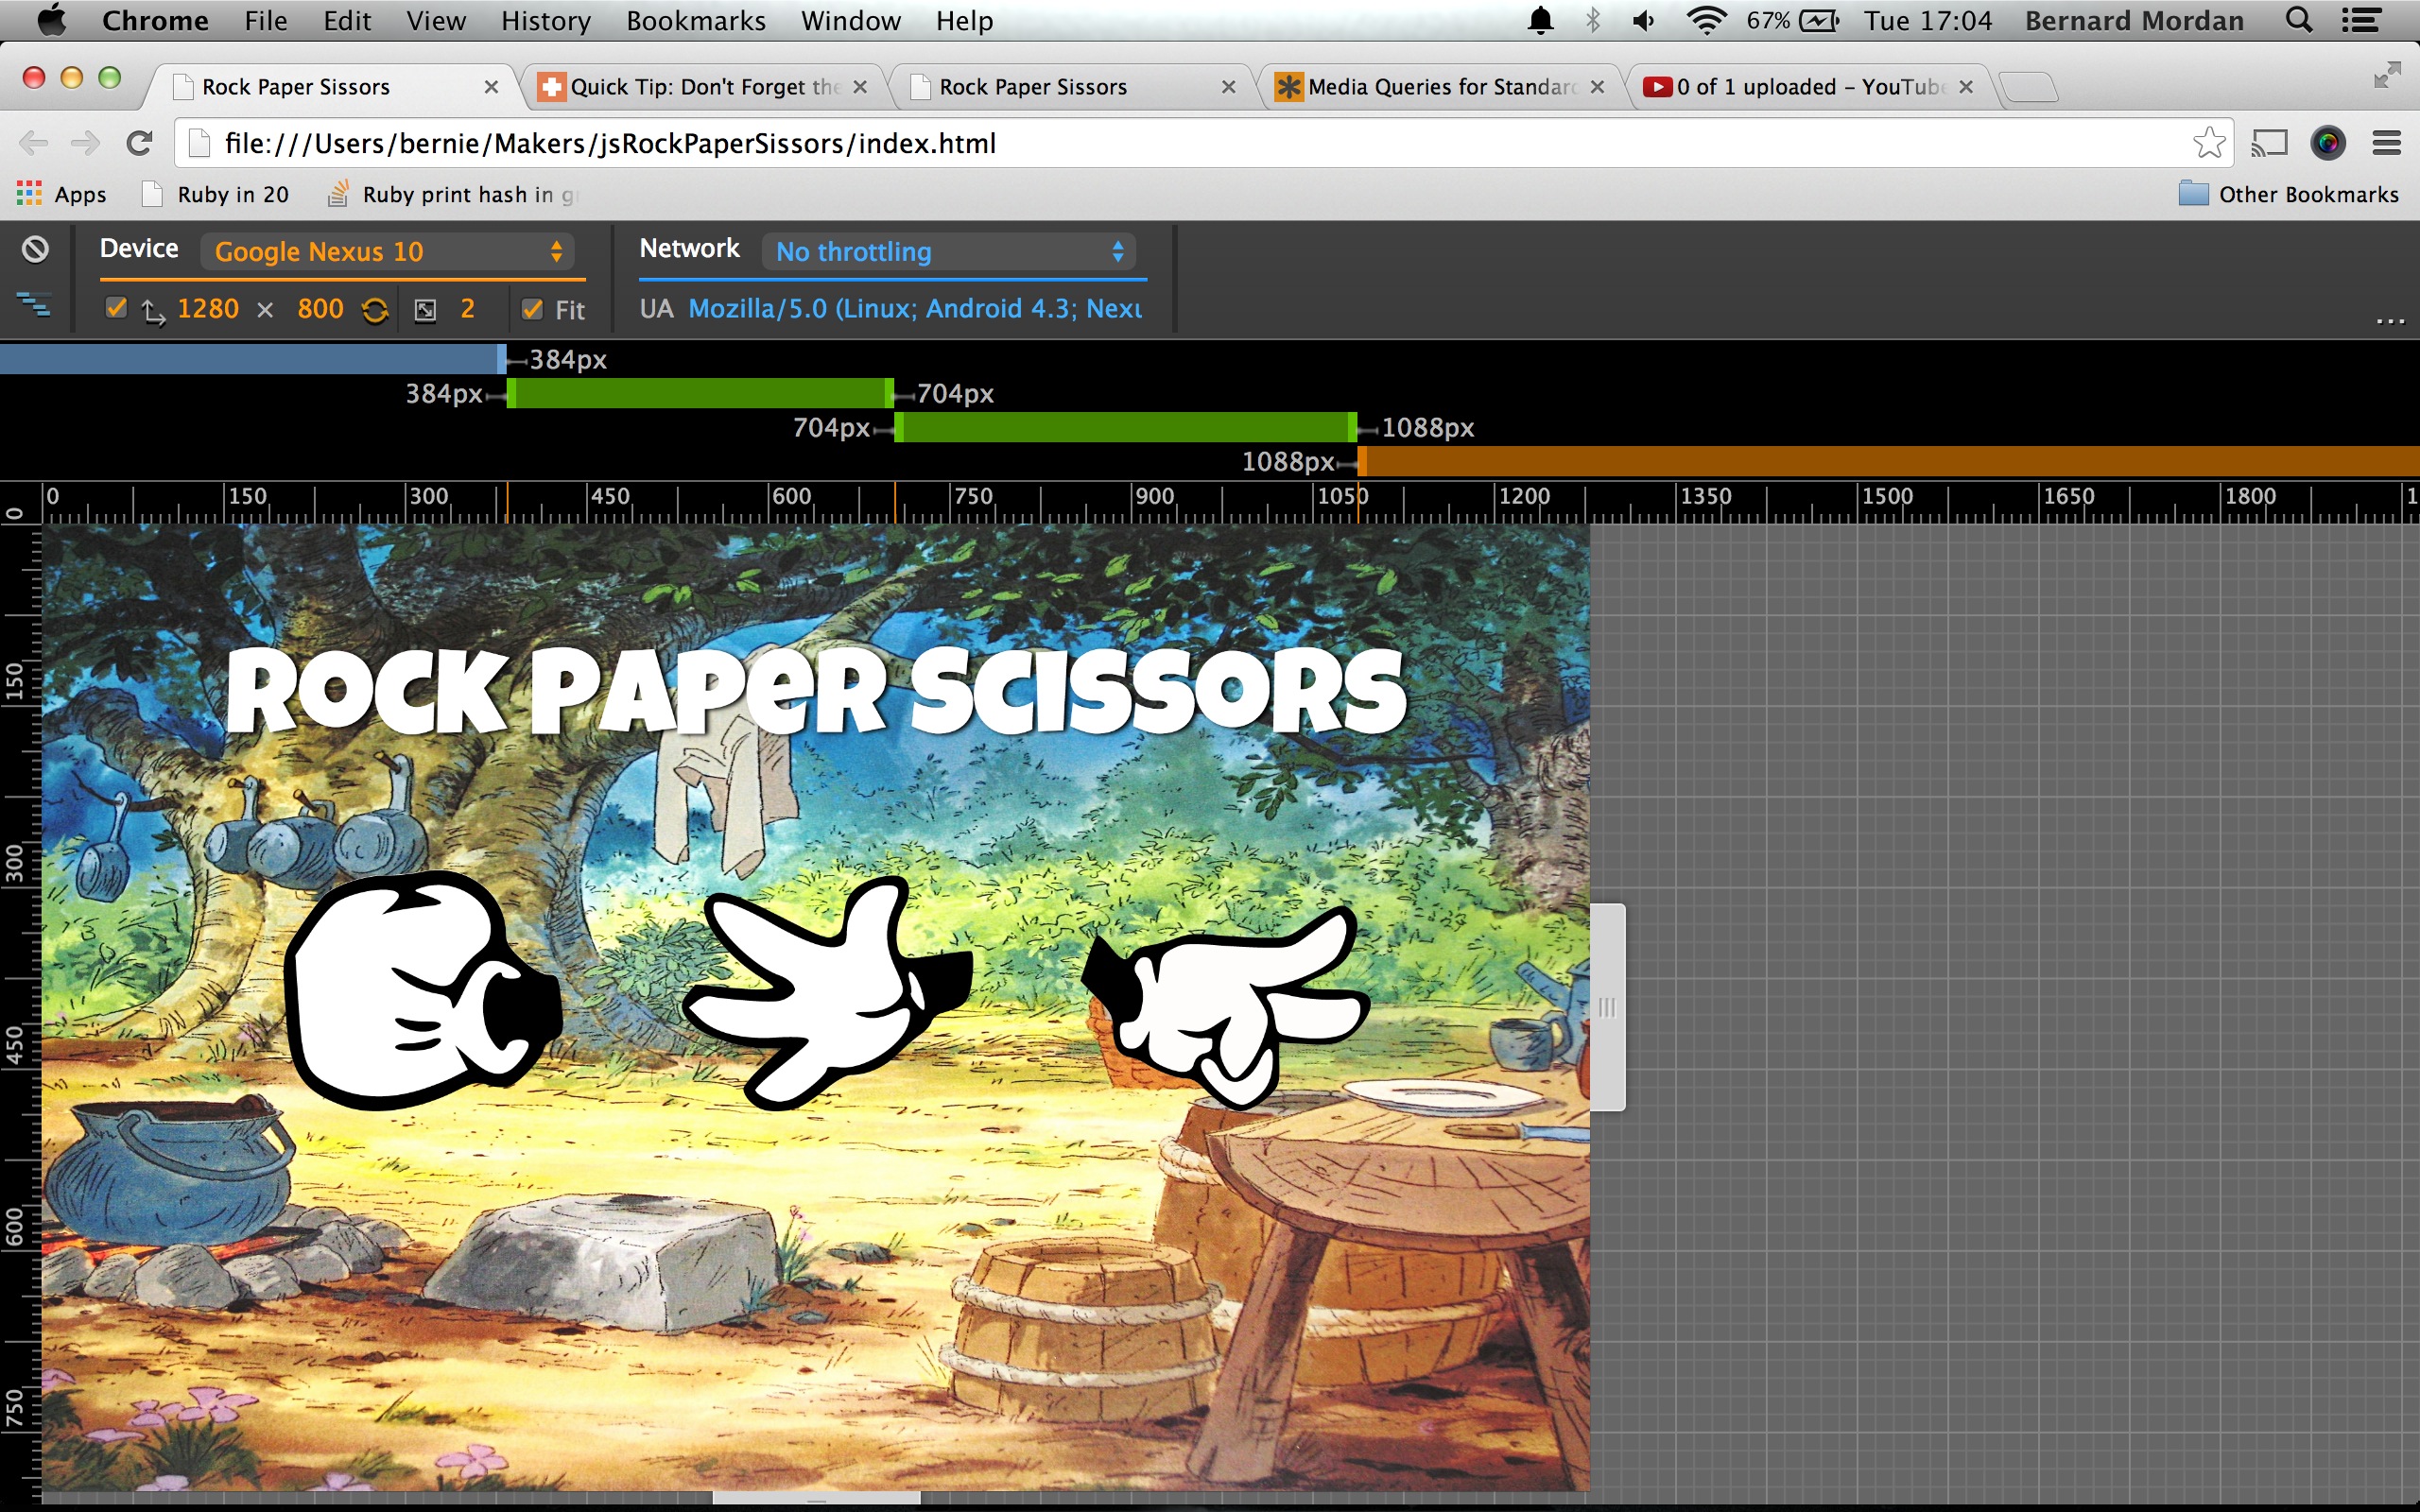 Chrome File Edit View History Bookmarks Window Help 67% Tue 17:04 Bernard Mordan
Rock Paper Sissors Quick Tip: Don't Forget the Rock Paper Sissors Media Queries for Standard 0 of 1 uploaded – YouTube
file:///Users/bernie/Makers/jsRockPaperSissors/index.html
Apps Ruby in 20 Ruby print hash in Other Bookmarks
Device Google Nexus 10 Network No throttling
1280 × 800 2 Fit UA Mozilla/5.0 (Linux; Android 4.3; Nexu
...
384px
384px 704px
704px 1088px
1088px
0 150 300 450 600 750 900 1050 1200 1350 1500 1650 1800 1
0
150
300
450
600
750
ROCK PAPeR SCISSORS